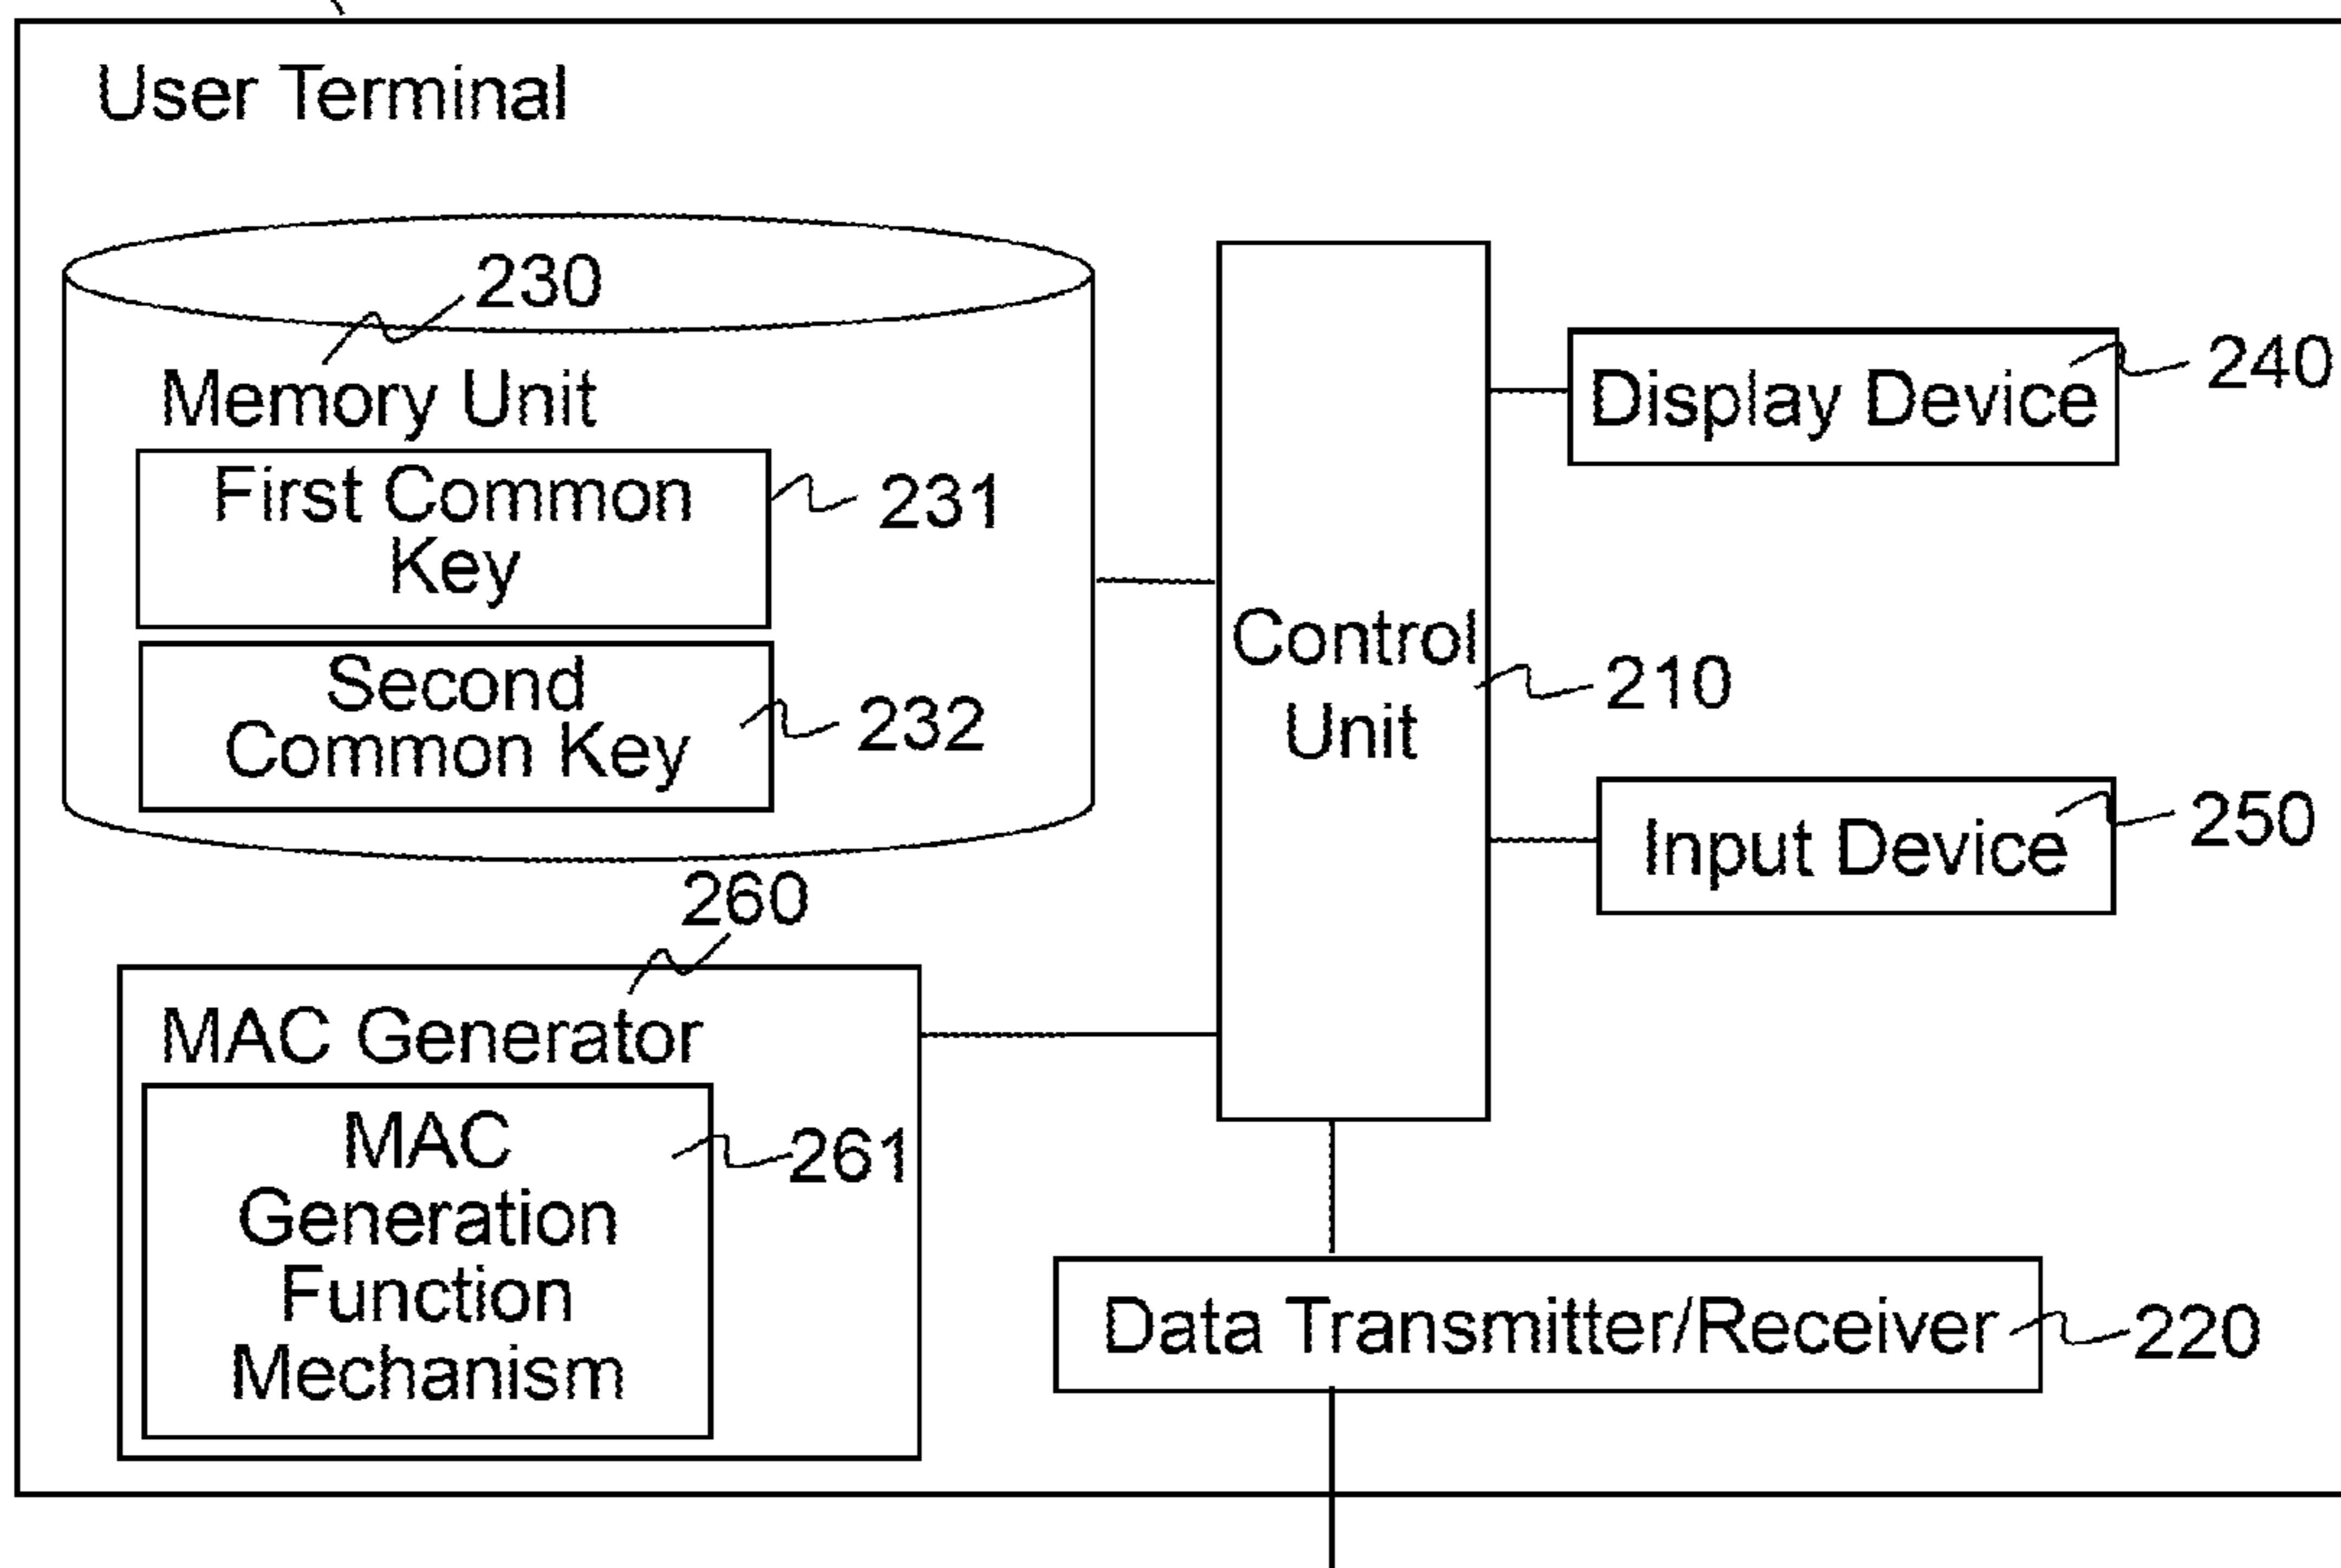 User Terminal
230
Memory Unit
First Common
Key
231
Second
Common Key
232
Control
Unit
210
Display Device
240
Input Device
250
260
MAC Generator
MAC
Generation
Function
Mechanism
261
Data Transmitter/Receiver
220